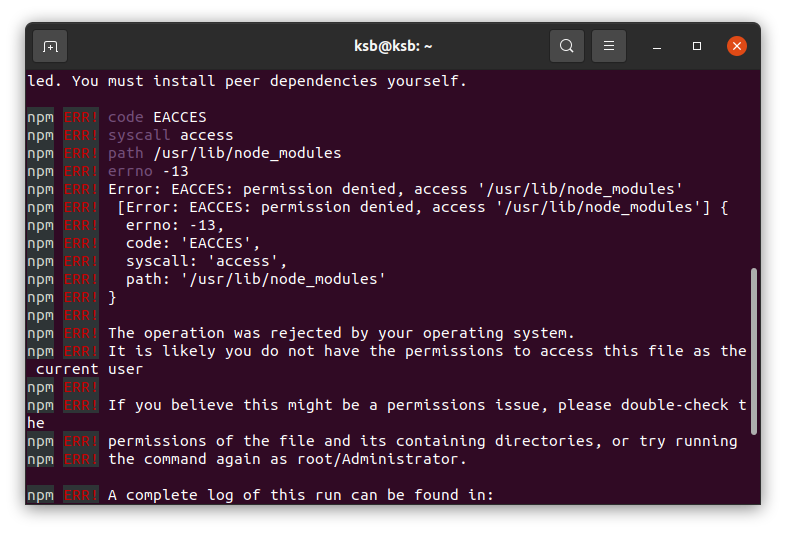 ksb@ksb: ~
led. You must install peer dependencies yourself.
npm ERR! code EACCES
npm ERR! syscall access
npm ERR! path /usr/lib/node_modules
npm ERR! errno -13
npm ERR! Error: EACCES: permission denied, access '/usr/lib/node_modules'
npm ERR!  [Error: EACCES: permission denied, access '/usr/lib/node_modules'] {
npm ERR!   errno: -13,
npm ERR!   code: 'EACCES',
npm ERR!   syscall: 'access',
npm ERR!   path: '/usr/lib/node_modules'
npm ERR! }
npm ERR!
npm ERR! The operation was rejected by your operating system.
npm ERR! It is likely you do not have the permissions to access this file as the
 current user
npm ERR!
npm ERR! If you believe this might be a permissions issue, please double-check t
he
npm ERR! permissions of the file and its containing directories, or try running
npm ERR! the command again as root/Administrator.
npm ERR! A complete log of this run can be found in: